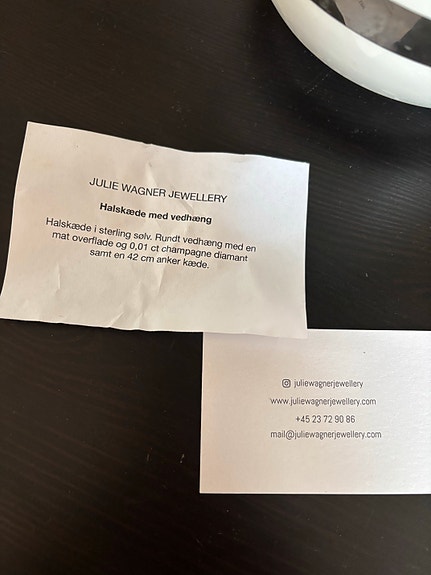 JULIE WAGNER JEWELLERY
Halskæde med vedhæng
Halskæde i sterling sølv. Rundt vedhæng med en
mat overflade og 0,01 ct champagne diamant
samt en 42 cm anker kæde.
juliewagnerjewellery
www.juliewagnerjewellery.com
+45 23 72 90 86
mail@juliewagnerjewellery.com